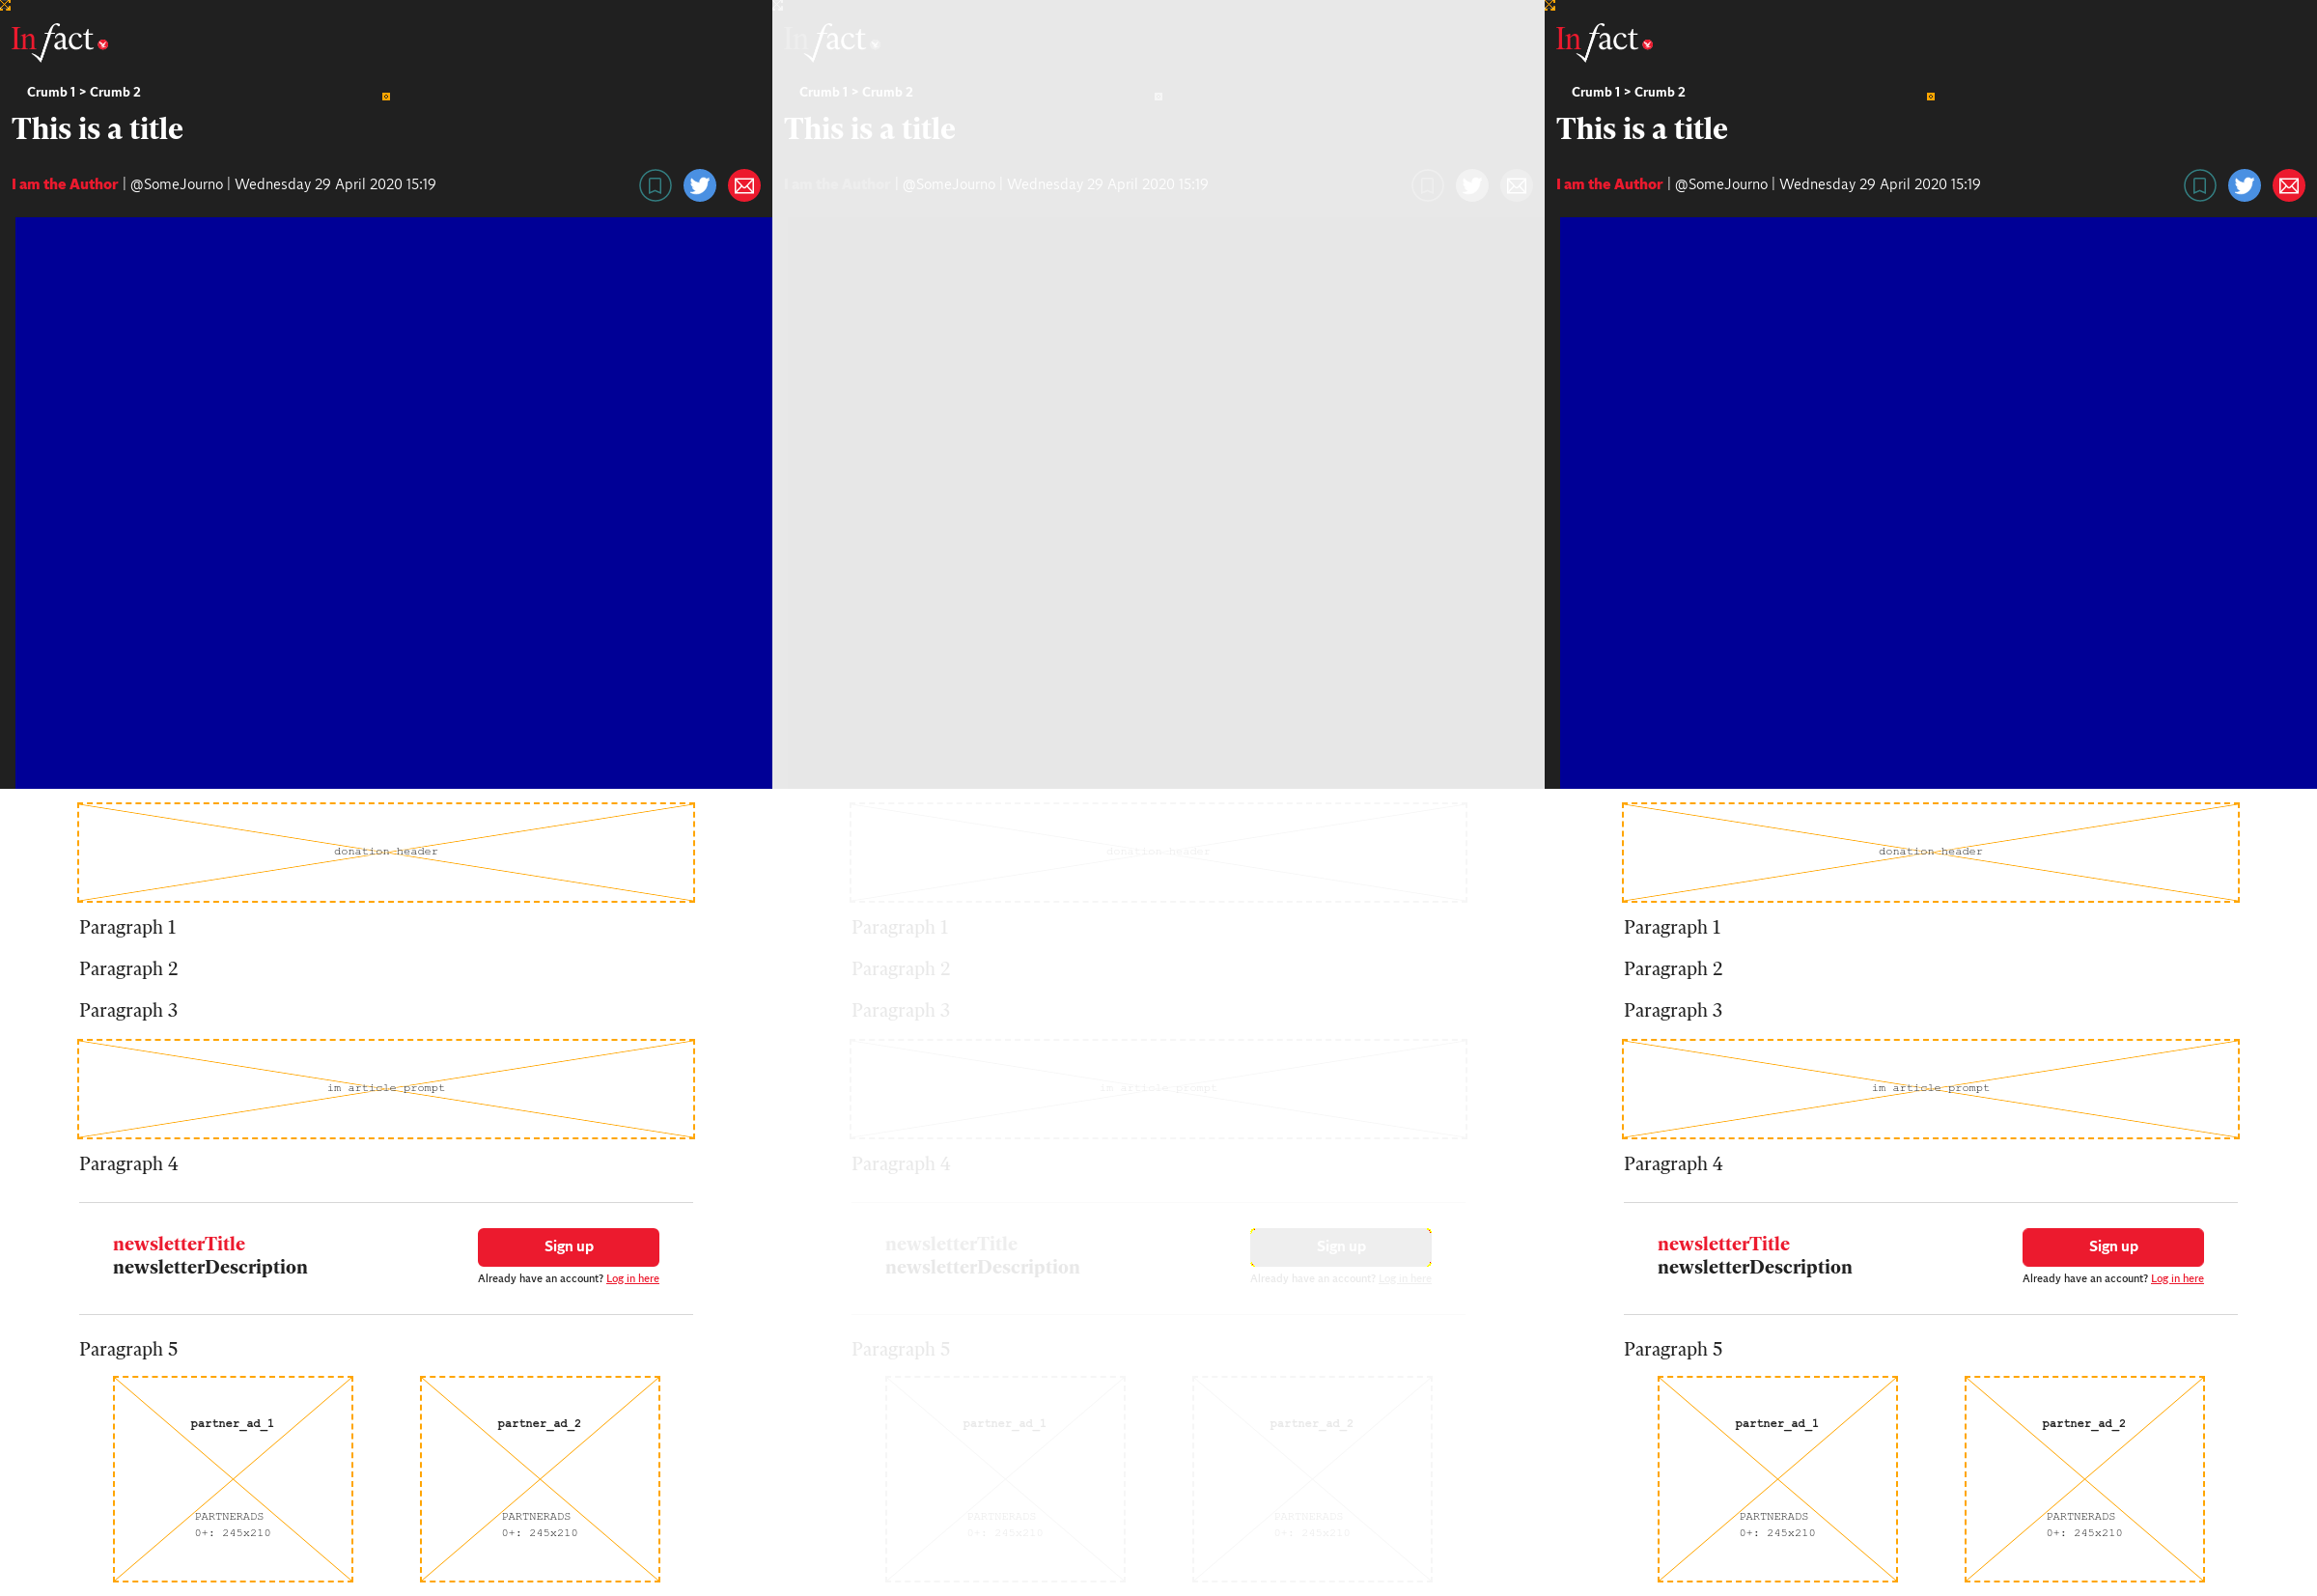 Infact
Crumb 1 > Crumb 2
This is a title
I am the Author | @SomeJourno | Wednesday 29 April 2020 15:19
donation header
Paragraph 1
Paragraph 2
Paragraph 3
im article prompt
Paragraph 4
newsletterTitle
newsletterDescription
Sign up
Already have an account? Log in here
Paragraph 5
partner_ad_1
PARTNERADS
0+: 245x210
partner_ad_2
PARTNERADS
0+: 245x210
Infact
Crumb 1 > Crumb 2
This is a title
I am the Author | @SomeJourno | Wednesday 29 April 2020 15:19
donation header
Paragraph 1
Paragraph 2
Paragraph 3
im article prompt
Paragraph 4
newsletterTitle
newsletterDescription
Sign up
Already have an account? Log in here
Paragraph 5
partner_ad_1
PARTNERADS
0+: 245x210
partner_ad_2
PARTNERADS
0+: 245x210
Infact
Crumb 1 > Crumb 2
This is a title
I am the Author | @SomeJourno | Wednesday 29 April 2020 15:19
donation header
Paragraph 1
Paragraph 2
Paragraph 3
im article prompt
Paragraph 4
newsletterTitle
newsletterDescription
Sign up
Already have an account? Log in here
Paragraph 5
partner_ad_1
PARTNERADS
0+: 245x210
partner_ad_2
PARTNERADS
0+: 245x210